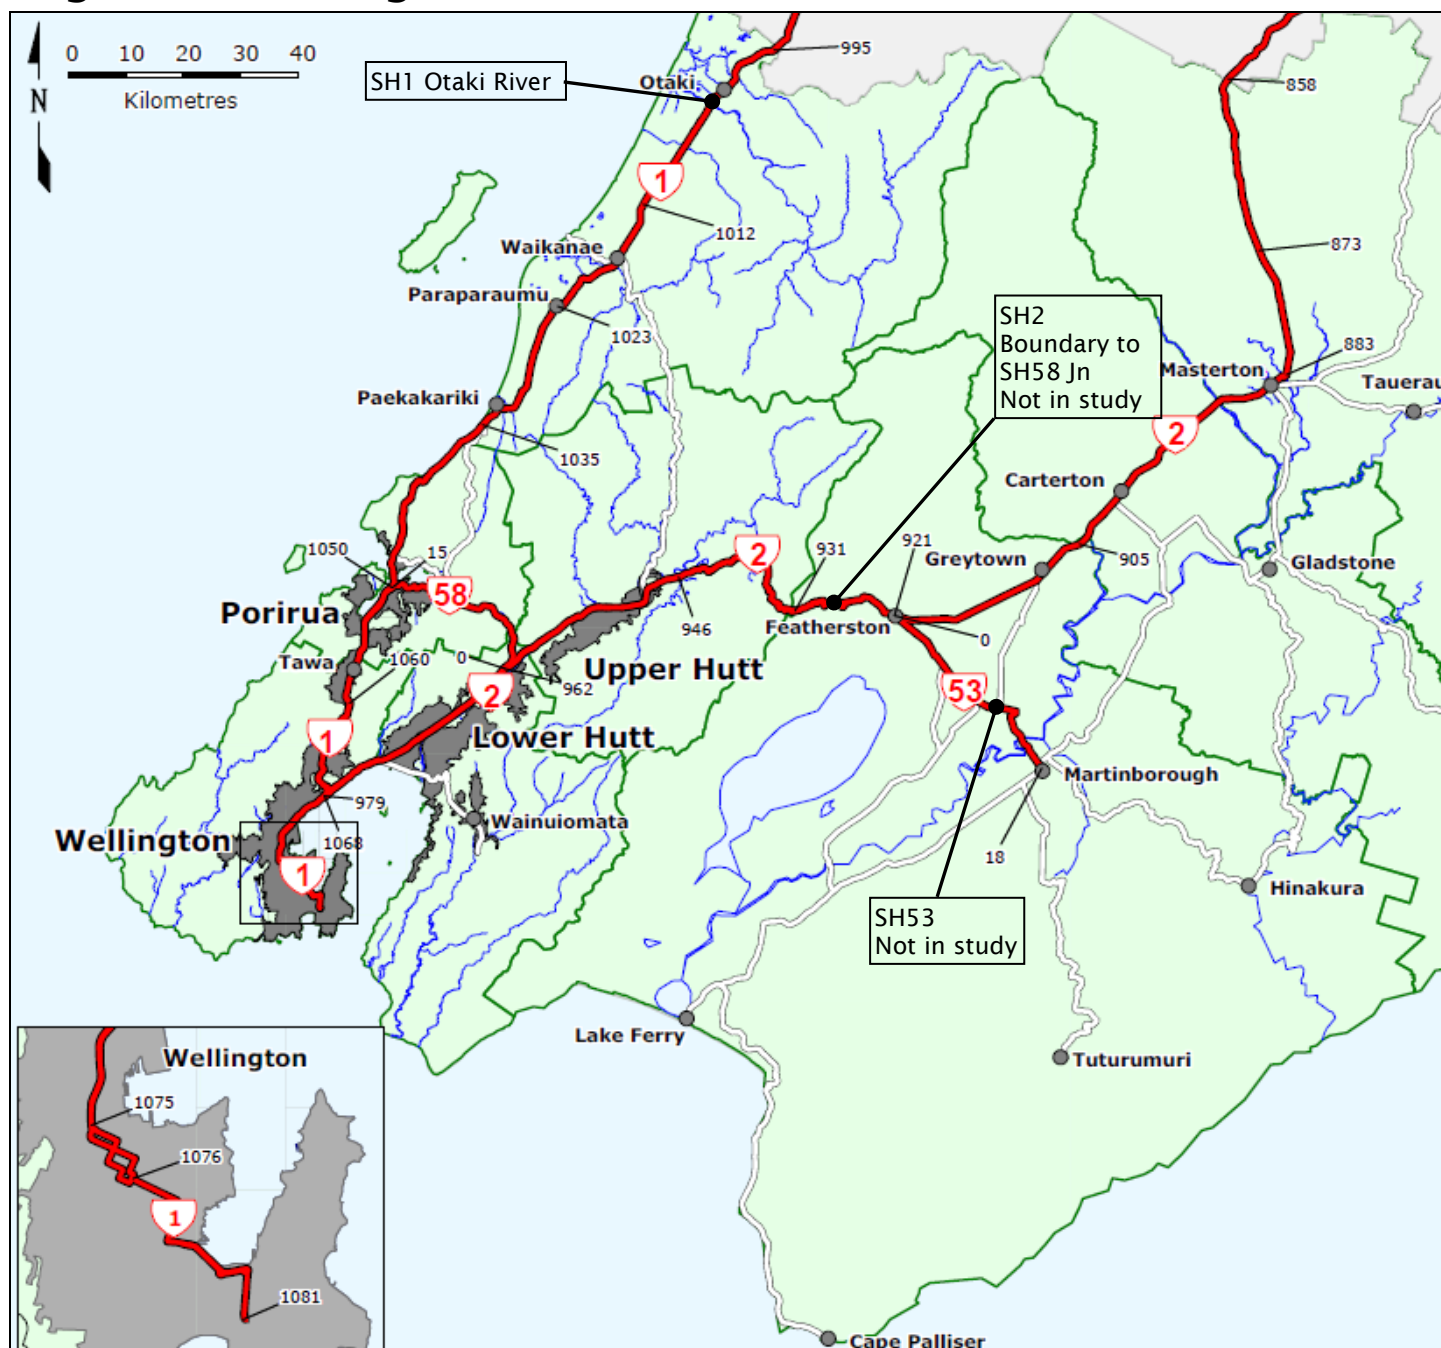 0 10 20 30 40
Kilometres
N
SH1 Otaki River
Otaki
995
858
1
1012
873
Waikanae
Paraparaumu
1023
SH2
Boundary to
SH58 Jn
Not in study
883
Masterton
Tauerau
Paekakariki
1035
2
Carterton
1050
15
2
931
921
Greytown
905
Gladstone
58
Porirua
946
Featherston
0
Tawa
1060
0
962
Upper Hutt
2
53
1
Lower Hutt
Martinborough
979
Wellington
1068
Wainuiomata
18
1
Hinakura
SH53
Not in study
Lake Ferry
Tuturumuri
Cape Palliser
Wellington
1075
1076
1
1081